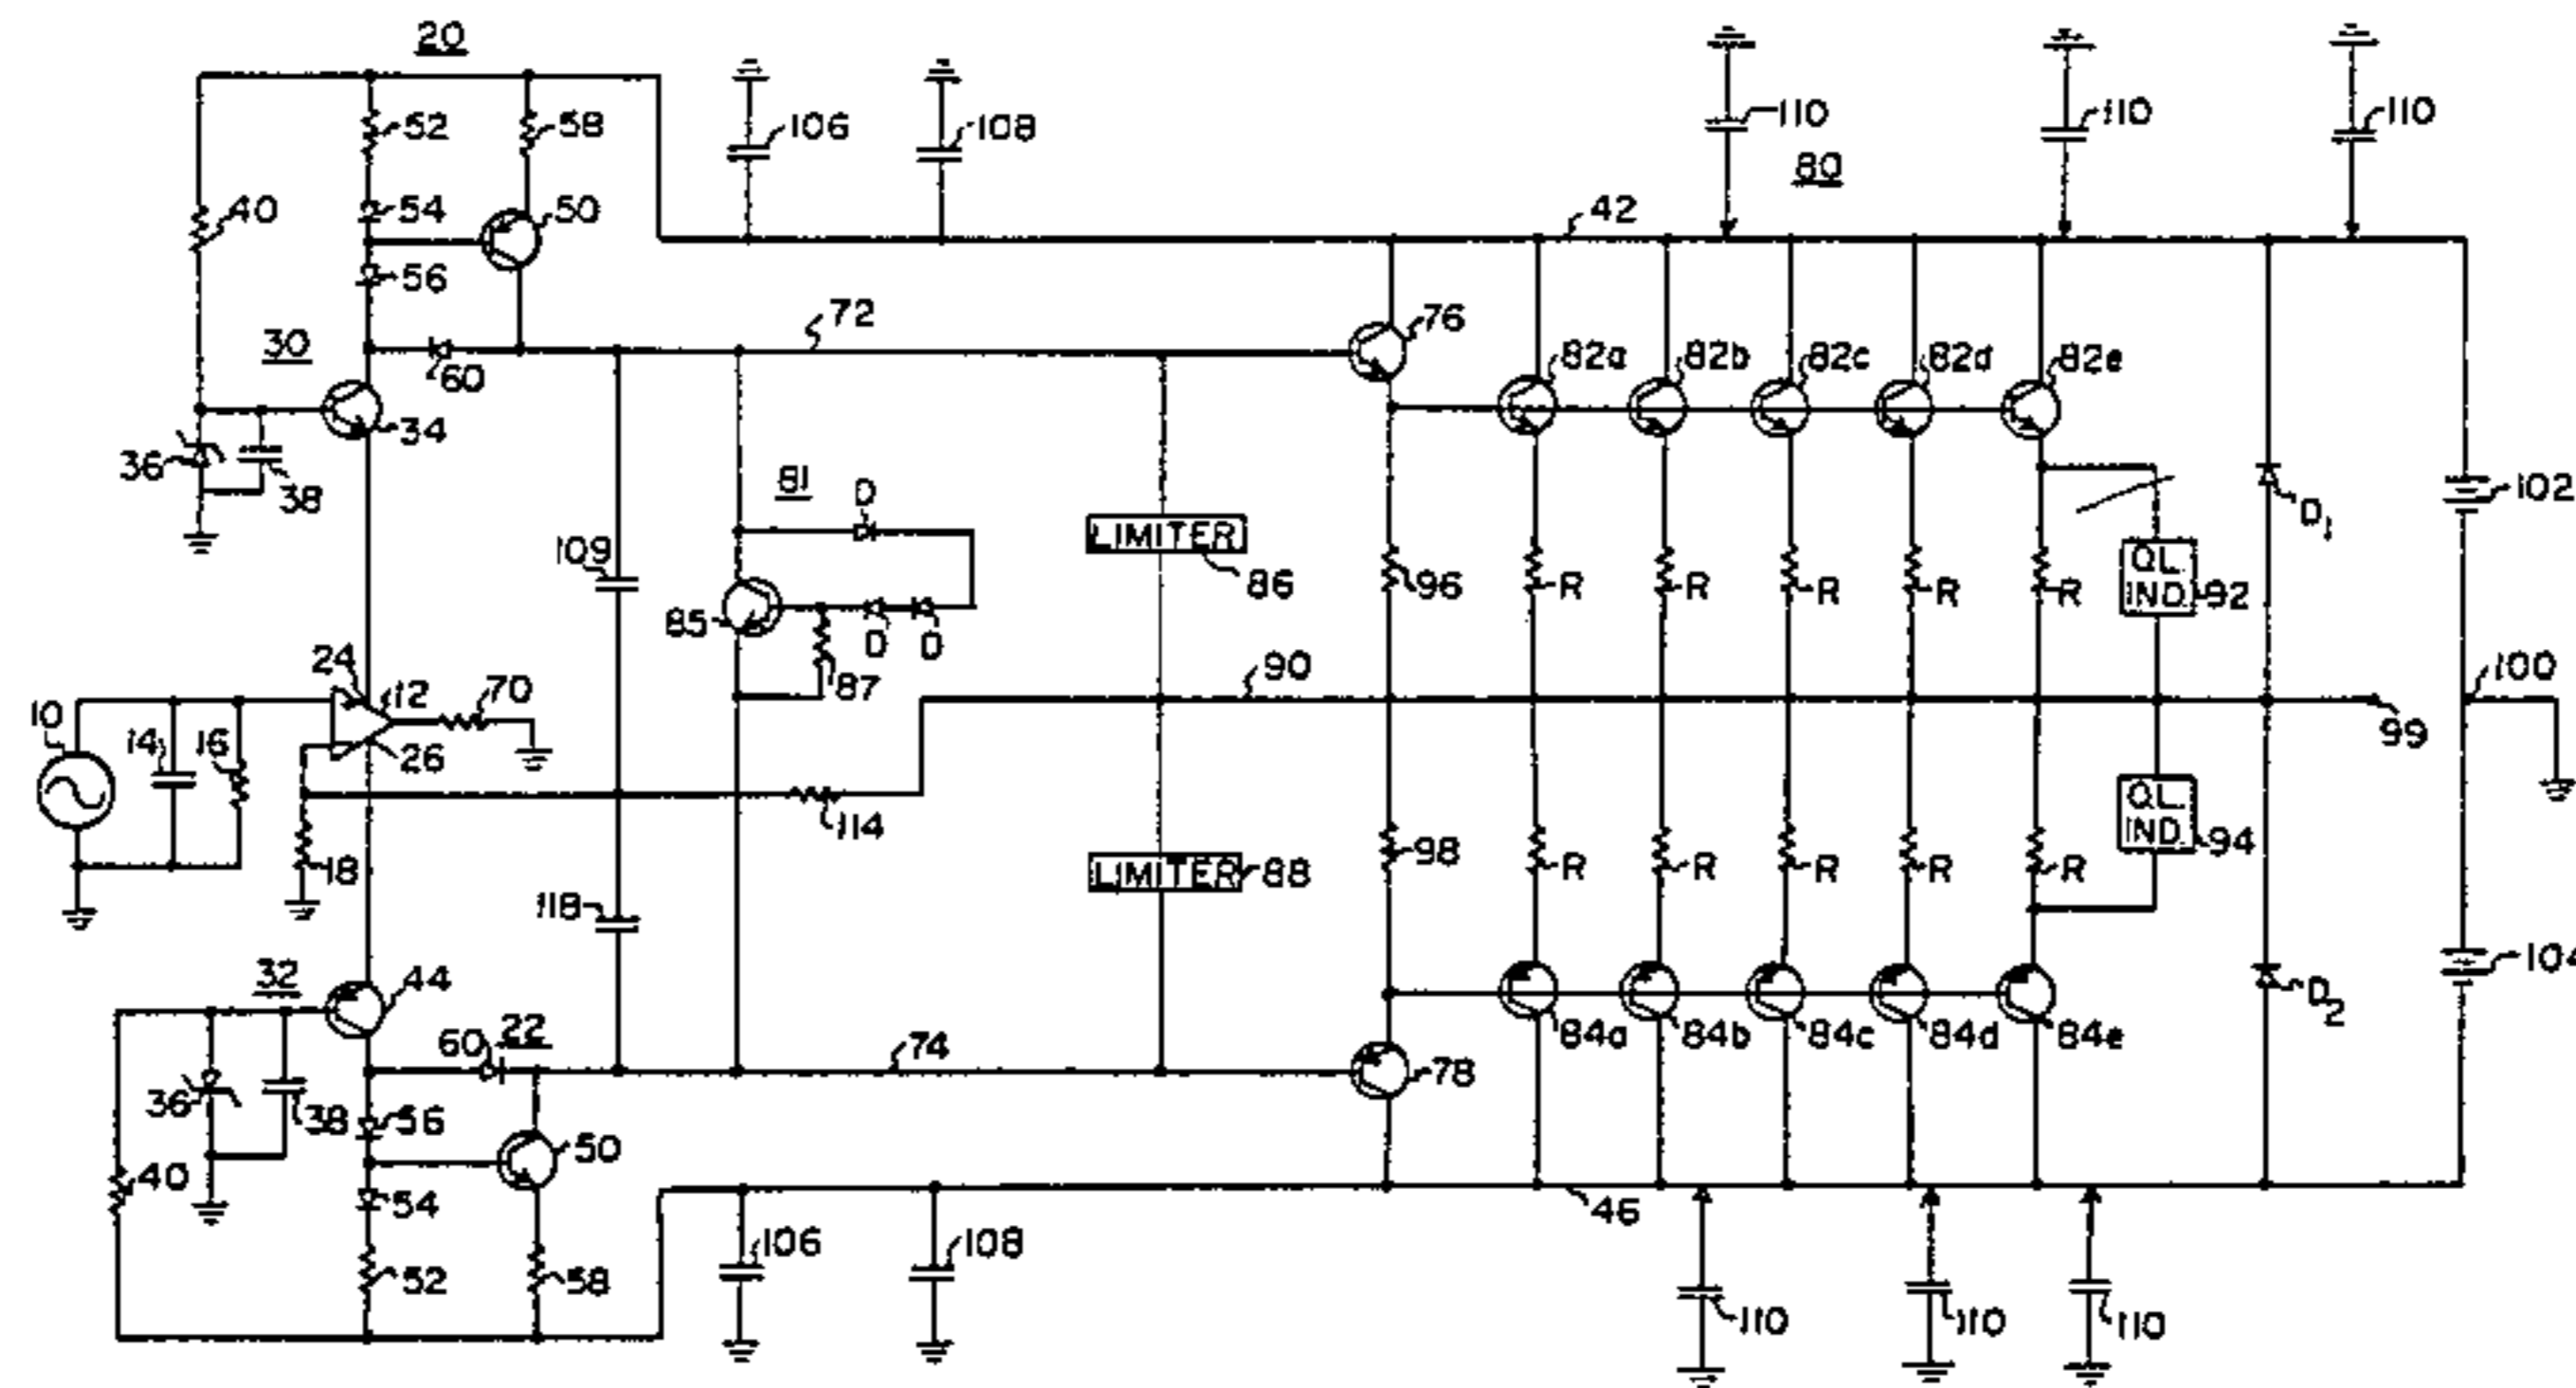 20
52
58
106
108
110
110
110
80
40
54
50
42
56
72
76
30
60
82a
82b
82c
82d
82e
34
36
38
81
D
102
109
LIMITER
86
96
R
R
R
R
R
QL.
IND.
92
D1
85
87
D
D
24
12
70
90
100
10
14
16
26
99
114
18
98
R
R
R
R
R
QL.
IND.
94
118
LIMITER
88
32
44
104
D2
60
22
74
84a
84b
84c
84d
84e
78
36
38
56
50
40
54
46
52
58
106
108
110
110
110